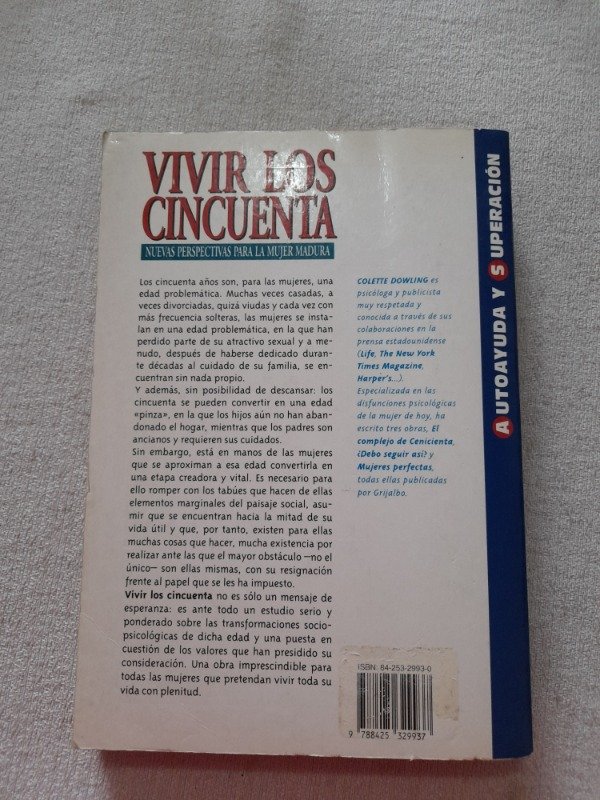 VIVIR LOS
CINCUENTA
NUEVAS PERSPECTIVAS PARA LA MUJER MADURA
Los cincuenta años son, para las mujeres, una
edad problemática. Muchas veces casadas, a
veces divorciadas, quizá viudas y cada vez con
más frecuencia solteras, las mujeres se insta-
lan en una edad problemática, en la que han
perdido parte de su atractivo sexual y a me-
nudo, después de haberse dedicado duran-
te décadas al cuidado de su familia, se en-
cuentran sin nada propio.
Y además, sin posibilidad de descansar: los
cincuenta se pueden convertir en una edad
«pinza», en la que los hijos aún no han aban-
donado el hogar, mientras que los padres son
ancianos y requieren sus cuidados.
Sin embargo, está en manos de las mujeres
que se aproximan a esa edad convertirla en
una etapa creadora y vital. Es necesario para
ello romper con los tabúes que hacen de ellas
elementos marginales del paisaje social, asu-
mir que se encuentran hacia la mitad de su
vida útil y que, por tanto, existen para ellas
muchas cosas que hacer, mucha existencia por
realizar ante las que el mayor obstáculo —no el
único— son ellas mismas, con su resignación
frente al papel que se les ha impuesto.
Vivir los cincuenta no es sólo un mensaje de
esperanza: es ante todo un estudio serio y
ponderado sobre las transformaciones socio-
psicológicas de dicha edad y una puesta en
cuestión de los valores que han presidido su
consideración. Una obra imprescindible para
todas las mujeres que pretendan vivir toda su
vida con plenitud.
COLETTE DOWLING es
psicóloga y publicista
muy respetada y
conocida a través de sus
colaboraciones en la
prensa estadounidense
(Life, The New York
Times Magazine,
Harper's...).
Especializada en las
disfunciones psicológicas
de la mujer de hoy, ha
escrito tres obras, El
complejo de Cenicienta,
¿Debo seguir así? y
Mujeres perfectas,
todas ellas publicadas
por Grijalbo.
ISBN: 84-253-2993-0
9 788425 329937
AUTOAYUDA Y SUPERACIÓN